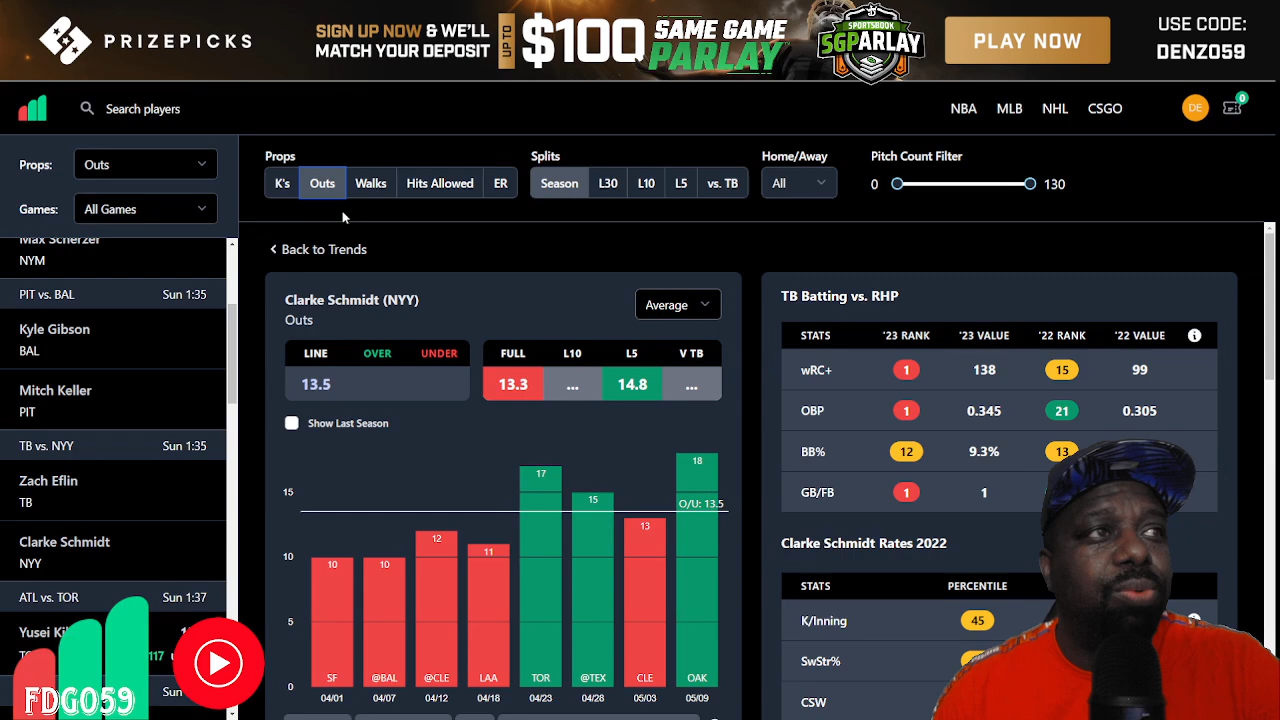 PRIZEPICKS
SIGN UP NOW & WE'LL
MATCH YOUR DEPOSIT
UP TO
$100
SAME GAME
PARLAY
SPORTSBOOK
SGPARLAY
PLAY NOW
USE CODE:
DENZO59
Search players
NBA
MLB
NHL
CSGO
DE
0
Props:
Outs
Games:
All Games
Props
K's
Outs
Walks
Hits Allowed
ER
Splits
Season
L30
L10
L5
vs. TB
Home/Away
All
Pitch Count Filter
0
130
Max Scherzer
NYM
PIT vs. BAL Sun 1:35
Kyle Gibson
BAL
Mitch Keller
PIT
TB vs. NYY Sun 1:35
Zach Eflin
TB
Clarke Schmidt
NYY
ATL vs. TOR Sun 1:37
Yusei
117
Sun
FDGO59
Back to Trends
Clarke Schmidt (NYY)
Outs
Average
LINE OVER UNDER
13.5
FULL L10 L5 V TB
13.3 ... 14.8 ...
Show Last Season
15
10
5
0
10
10
12
11
17
15
13
18
O/U: 13.5
SF @BAL @CLE LAA TOR @TEX CLE OAK
04/01 04/07 04/12 04/18 04/23 04/28 05/03 05/09
TB Batting vs. RHP
STATS '23 RANK '23 VALUE '22 RANK '22 VALUE
wRC+ 1 138 15 99
OBP 1 0.345 21 0.305
BB% 12 9.3% 13
GB/FB 1 1
Clarke Schmidt Rates 2022
STATS PERCENTILE
K/Inning 45
SwStr%
CSW